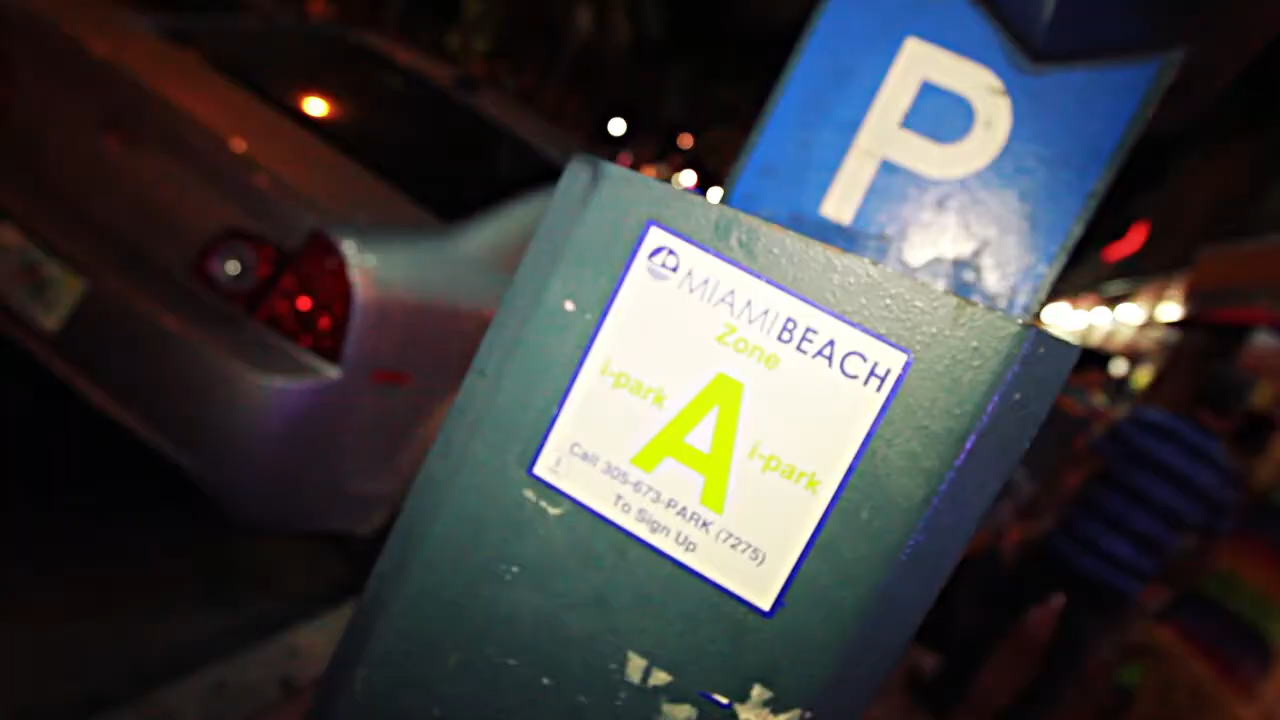 P
MIAMIBEACH
Zone
i-park
A
i-park
Call 305-673-PARK (7275)
To Sign Up